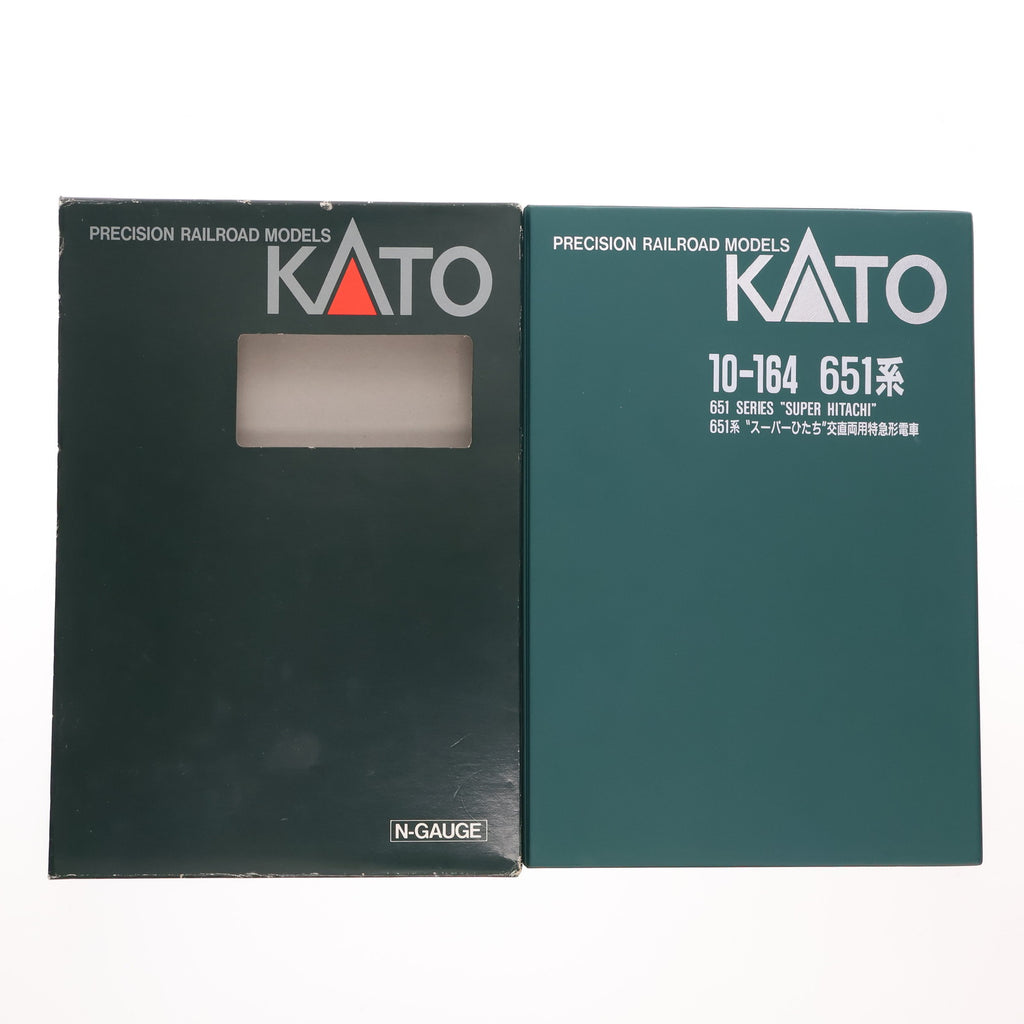 PRECISION RAILROAD MODELS
KATO
N-GAUGE
PRECISION RAILROAD MODELS
KATO
10-164 651系
651 SERIES "SUPER HITACHI"
651系 〝スーパーひたち〞交直両用特急形電車